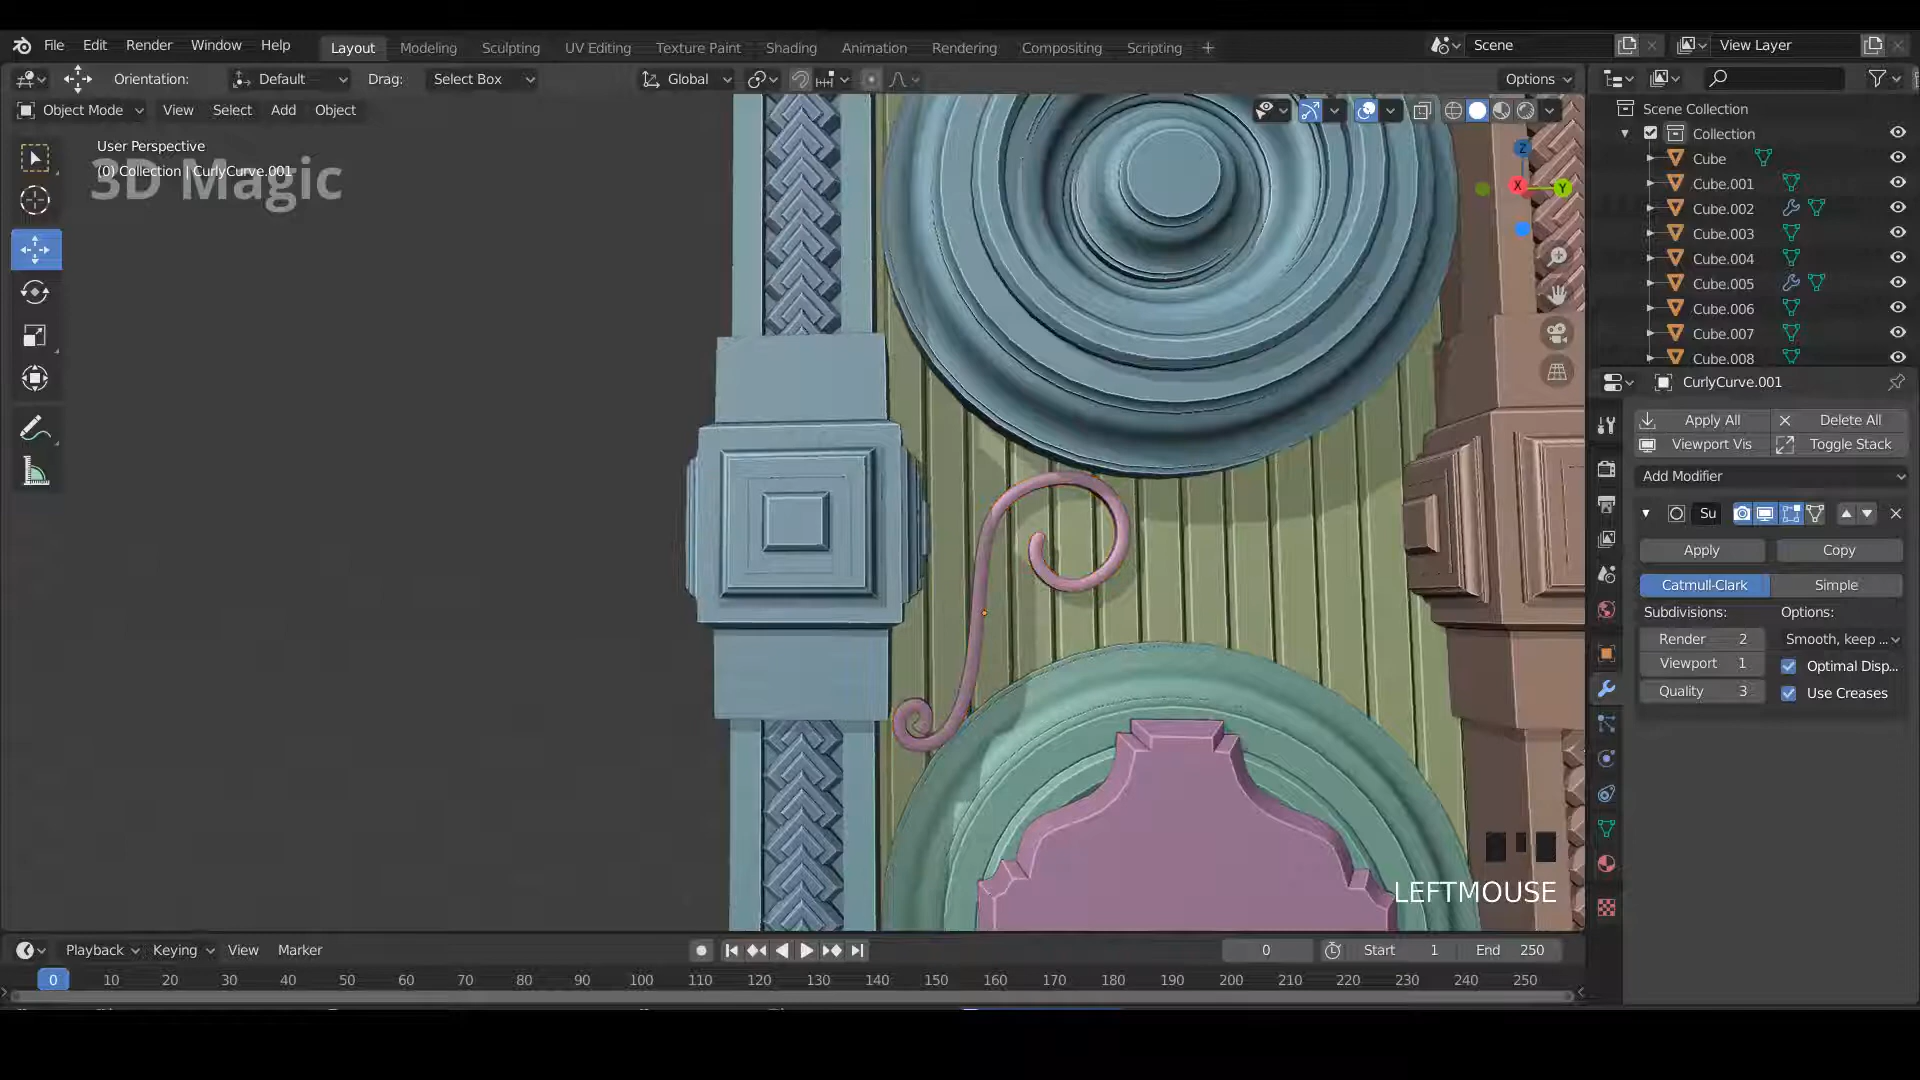 File Edit Render Window Help Layout Modeling Sculpting UV Editing Texture Paint Shading Animation Rendering Compositing Scripting + Scene View Layer
Orientation: Default Drag: Select Box Global Options
Object Mode View Select Add Object
User Perspective
(0) Collection | CurlyCurve.001
3D Magic
X Y Z
Scene Collection
Collection
Cube
Cube.001
Cube.002
Cube.003
Cube.004
Cube.005
Cube.006
Cube.007
Cube.008
CurlyCurve.001
Apply All Delete All
Viewport Vis Toggle Stack
Add Modifier
Su
Apply Copy
Catmull-Clark Simple
Subdivisions: Options:
Render 2 Smooth, keep ...
Viewport 1 Optimal Disp...
Quality 3 Use Creases
LEFTMOUSE
Playback Keying View Marker 0 Start 1 End 250
0 10 20 30 40 50 60 70 80 90 100 110 120 130 140 150 160 170 180 190 200 210 220 230 240 250